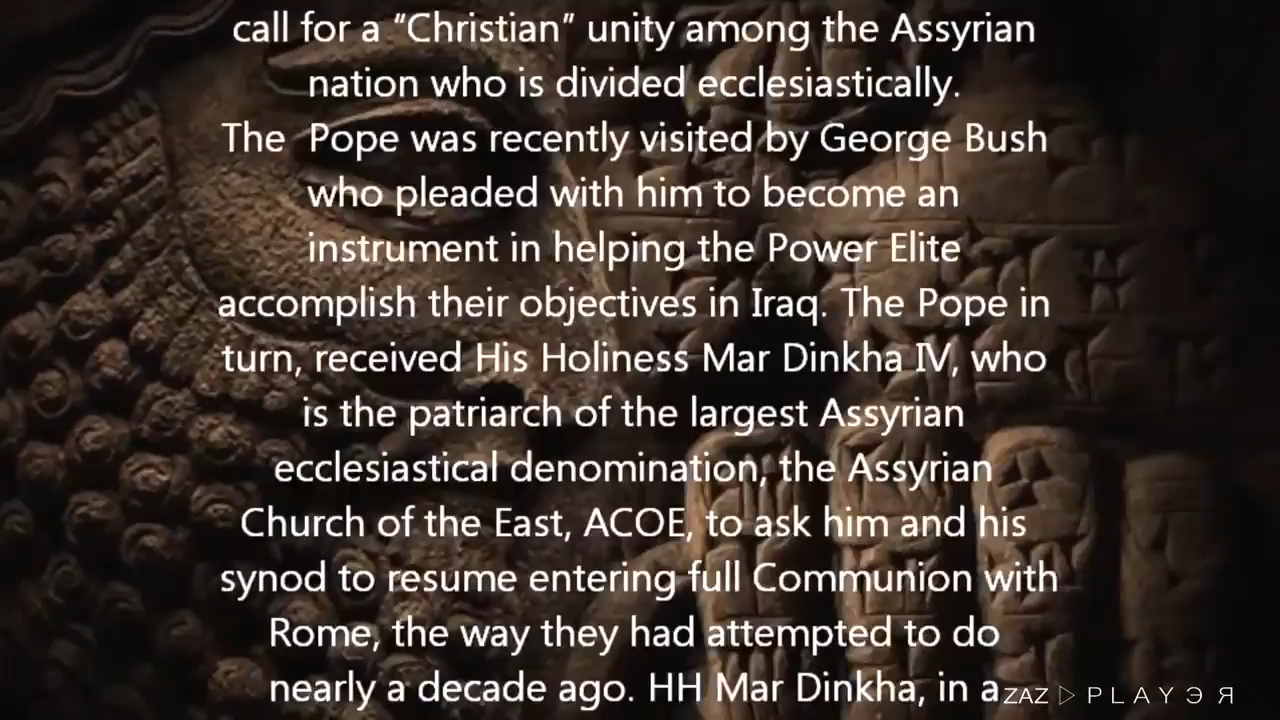 call for a “Christian” unity among the Assyrian
nation who is divided ecclesiastically.
The  Pope was recently visited by George Bush
who pleaded with him to become an
instrument in helping the Power Elite
accomplish their objectives in Iraq. The Pope in
turn, received His Holiness Mar Dinkha IV, who
is the patriarch of the largest Assyrian
ecclesiastical denomination, the Assyrian
Church of the East, ACOE, to ask him and his
synod to resume entering full Communion with
Rome, the way they had attempted to do
nearly a decade ago. HH Mar Dinkha, in a
ZAZ ▷ P L A Y Э Я